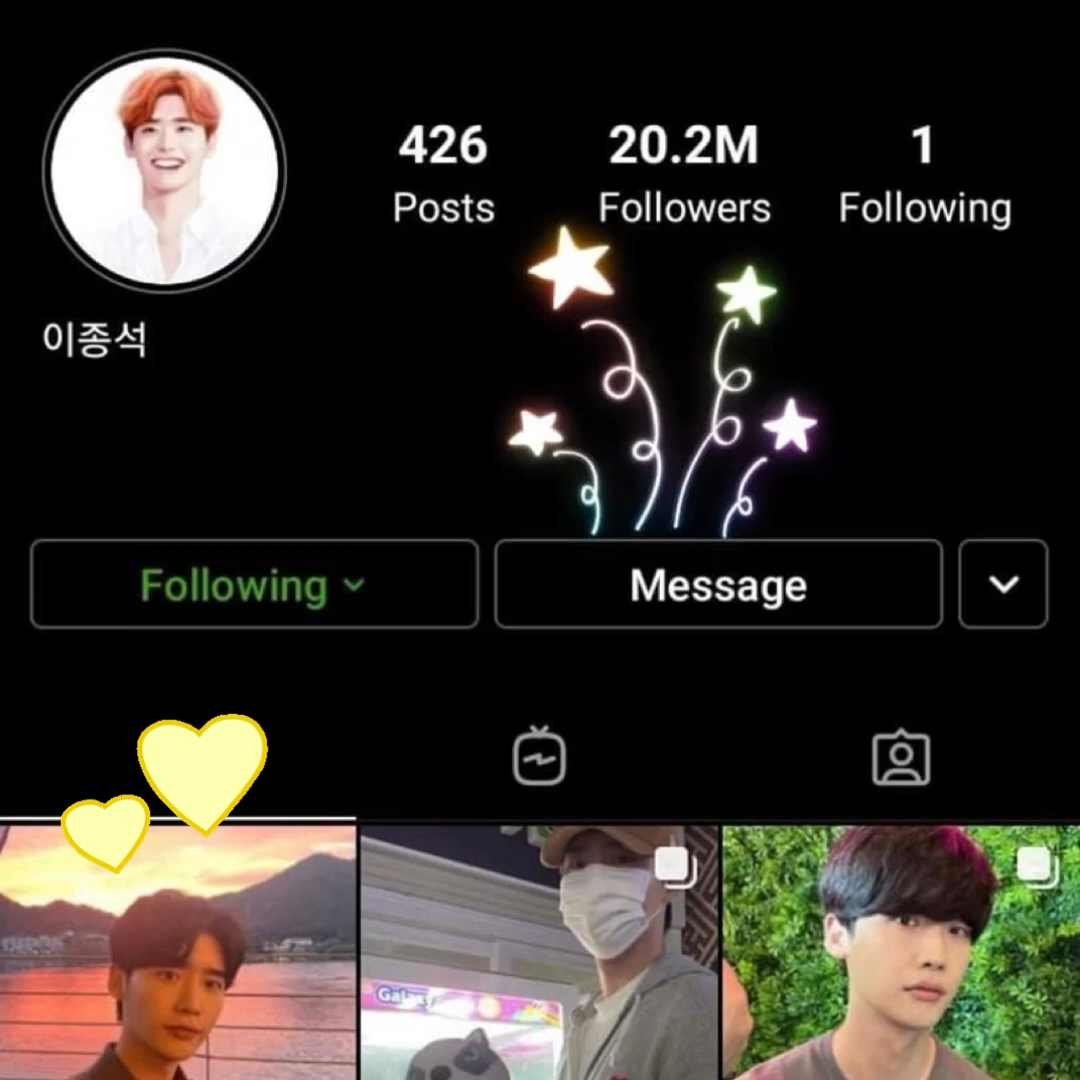 426 20.2M 1
Posts Followers Following
이종석
Following Message
Galaxy